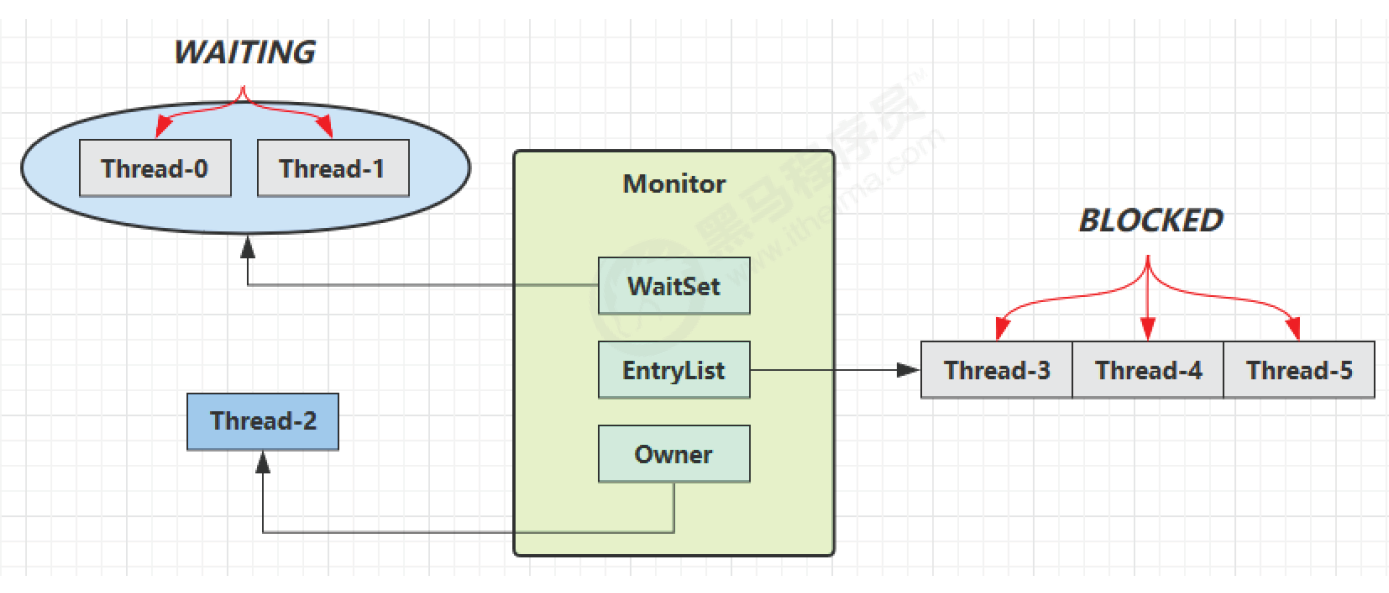 WAITING
Thread-0
Thread-1
Monitor
WaitSet
EntryList
Owner
Thread-2
BLOCKED
Thread-3
Thread-4
Thread-5
黑马程序员™
www.itheima.com